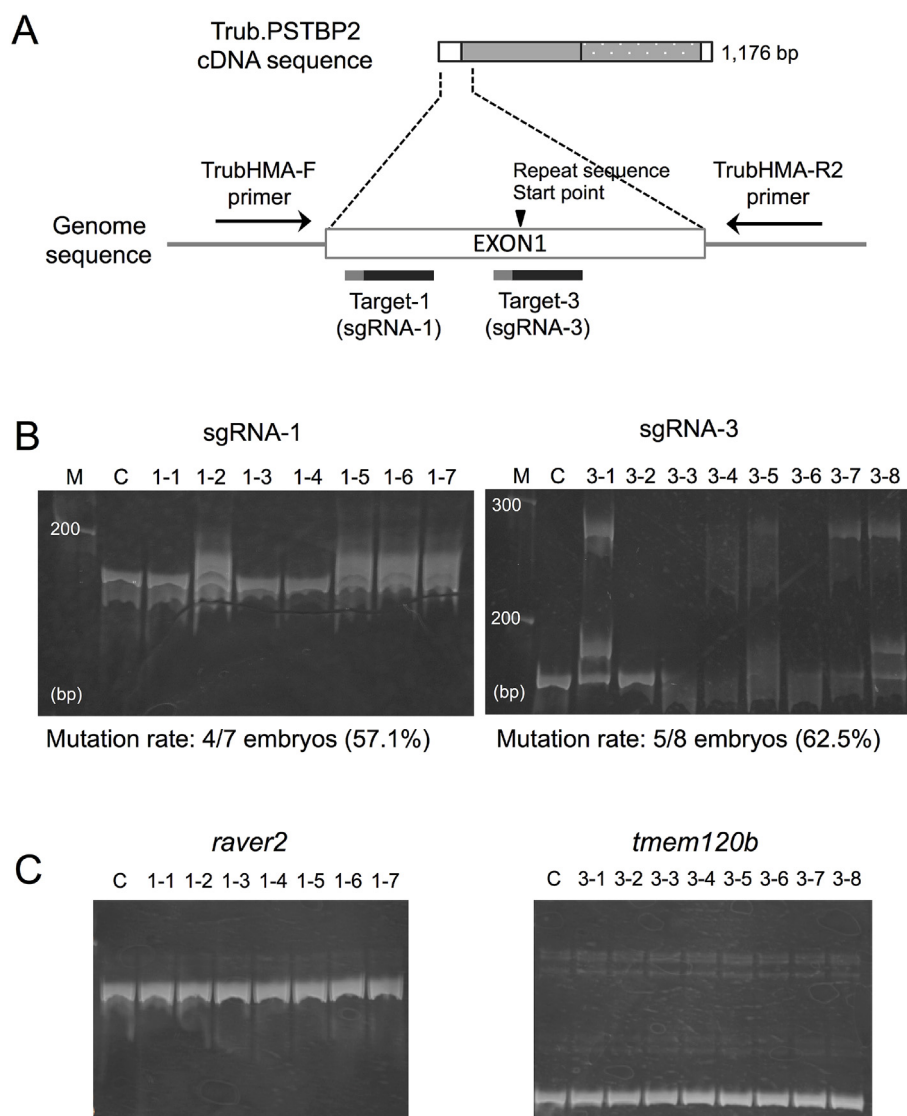 A
Trub.PSTBP2
cDNA sequence
1,176 bp
TrubHMA-F
primer
Repeat sequence
Start point
TrubHMA-R2
primer
Genome
sequence
EXON1
Target-1
(sgRNA-1)
Target-3
(sgRNA-3)
B
sgRNA-1
M C 1-1 1-2 1-3 1-4 1-5 1-6 1-7
200
(bp)
Mutation rate: 4/7 embryos (57.1%)
sgRNA-3
M C 3-1 3-2 3-3 3-4 3-5 3-6 3-7 3-8
300
200
(bp)
Mutation rate: 5/8 embryos (62.5%)
C
raver2
C 1-1 1-2 1-3 1-4 1-5 1-6 1-7
tmem120b
C 3-1 3-2 3-3 3-4 3-5 3-6 3-7 3-8